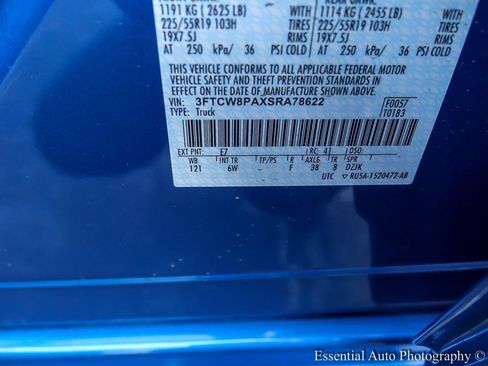 1191 KG ( 2625 LB) WITH 1114 KG ( 2455 LB) WITH
225/55R19 103H TIRES 225/55R19 103H TIRES
19X7.5J RIMS 19X7.5J RIMS
AT 250 kPa/ 36 PSI COLD AT 250 kPa/ 36 PSI COLD
THIS VEHICLE CONFORMS TO ALL APPLICABLE FEDERAL MOTOR
VEHICLE SAFETY, BUMPER, AND THEFT PREVENTION STANDARDS IN
EFFECT ON THE DATE OF MANUFACTURE SHOWN ABOVE.
VIN: 3FTCW8PAXSRA78622 F0057
TYPE: Truck T0183
EXT PNT: E7 RC: 41 DSO:
WB INT TR TP/PS R AXLE TR SPR
121 6W F 38 8 DZJK
UTC ▽ RU5A-1520472-AB
Essential Auto Photography ©